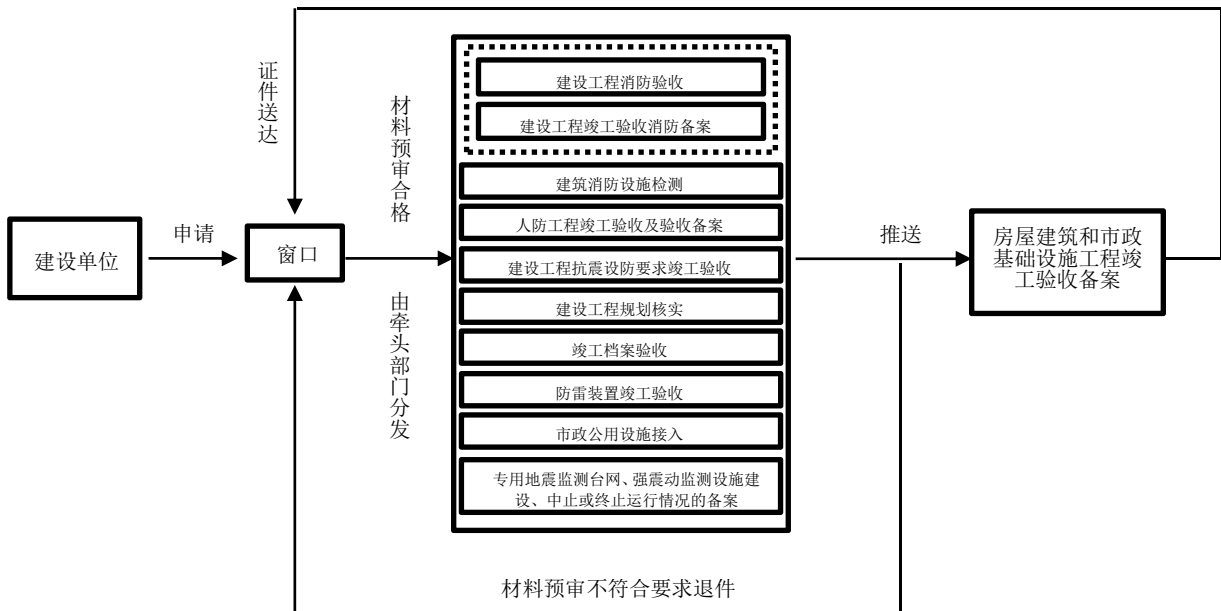 证件送达
材料预审合格
建设工程消防验收
建设工程竣工验收消防备案
建筑消防设施检测
人防工程竣工验收及验收备案
建设工程抗震设防要求竣工验收
建设工程规划核实
竣工档案验收
防雷装置竣工验收
市政公用设施接入
专用地震监测台网、强震动监测设施建
设、中止或终止运行情况的备案
建设单位
申请
窗口
由牵头部门分发
推送
房屋建筑和市政
基础设施工程竣
工验收备案
材料预审不符合要求退件